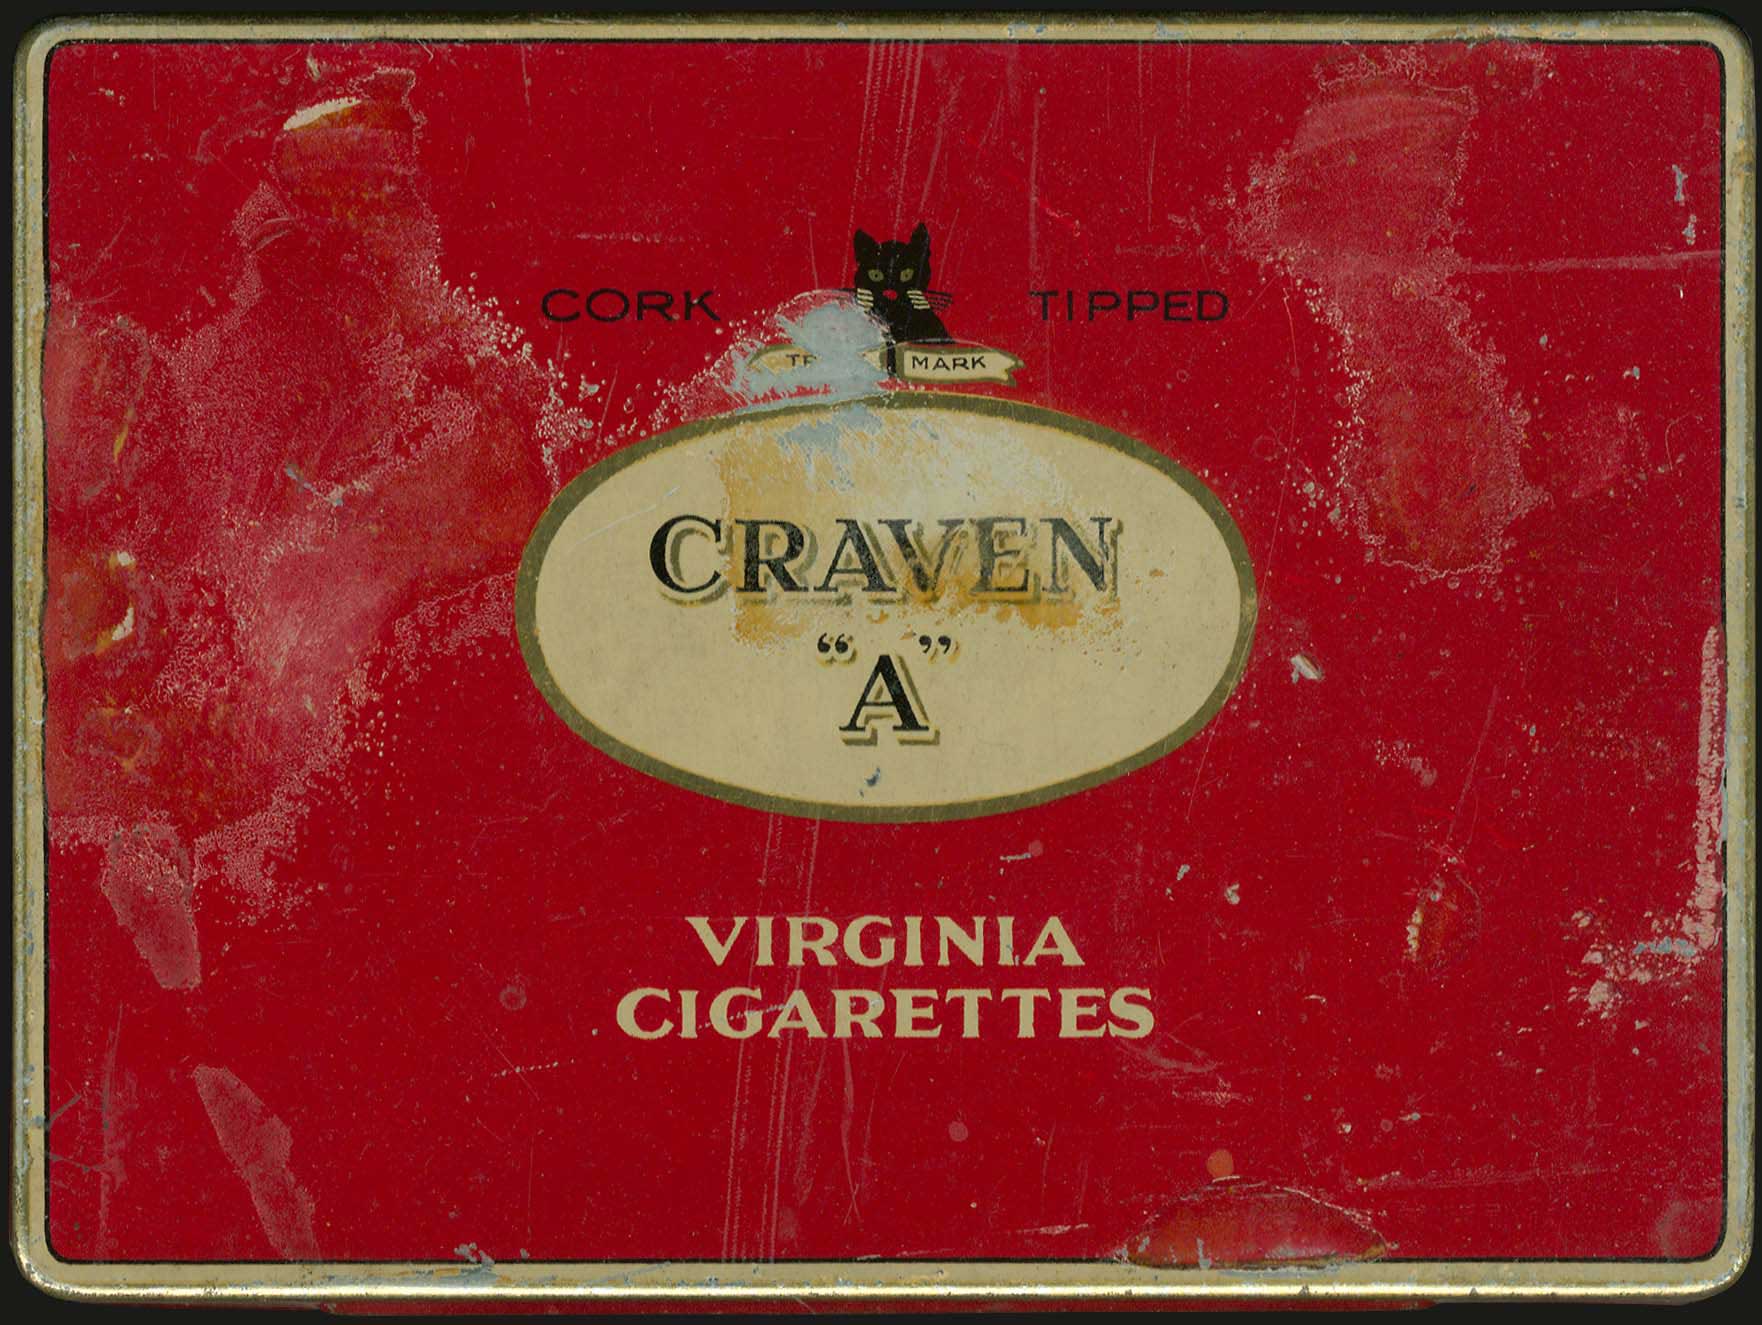 CORK TIPPED
MARK
CRAVEN
“A”
VIRGINIA
CIGARETTES